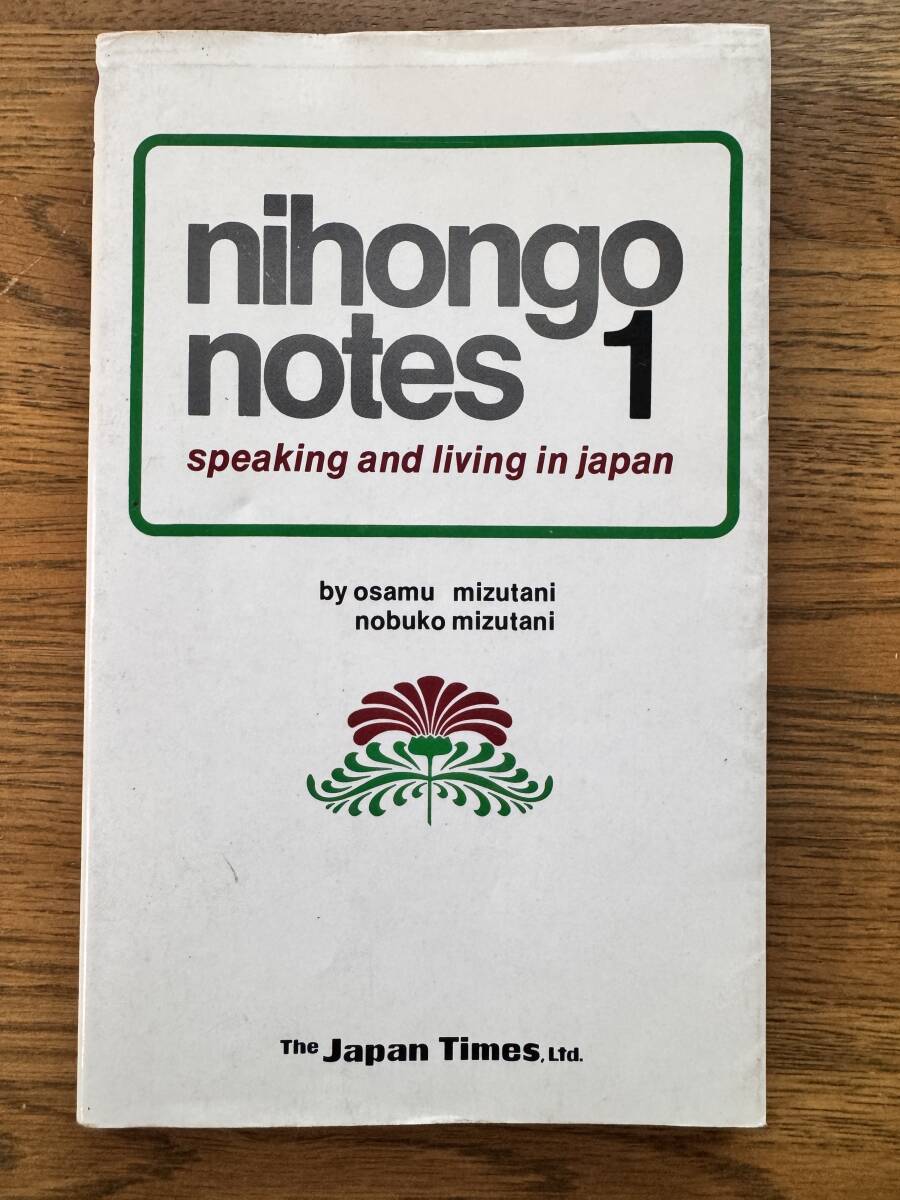 nihongo
notes 1
speaking and living in japan
by osamu mizutani
nobuko mizutani
The Japan Times, Ltd.